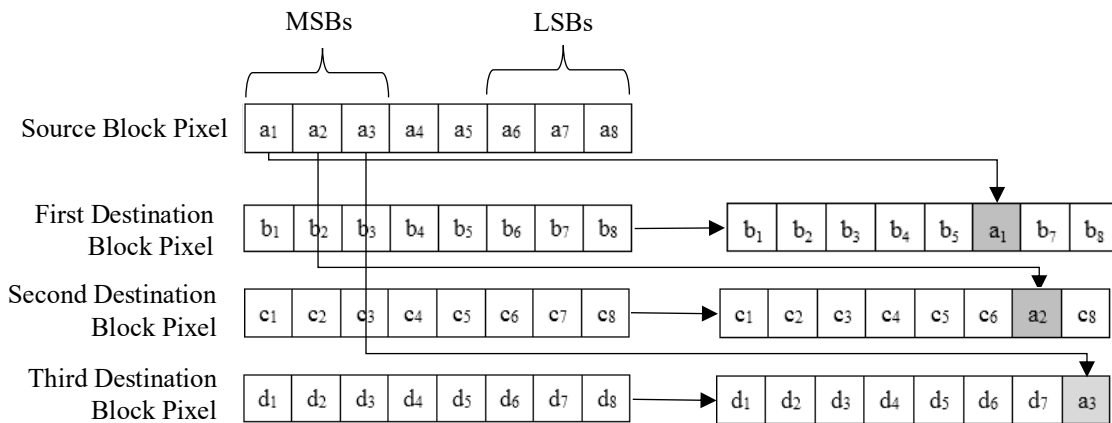 MSBs LSBs
Source Block Pixel a1 a2 a3 a4 a5 a6 a7 a8
First Destination
Block Pixel b1 b2 b3 b4 b5 b6 b7 b8 b1 b2 b3 b4 b5 a1 b7 b8
Second Destination
Block Pixel c1 c2 c3 c4 c5 c6 c7 c8 c1 c2 c3 c4 c5 c6 a2 c8
Third Destination
Block Pixel d1 d2 d3 d4 d5 d6 d7 d8 d1 d2 d3 d4 d5 d6 d7 a3